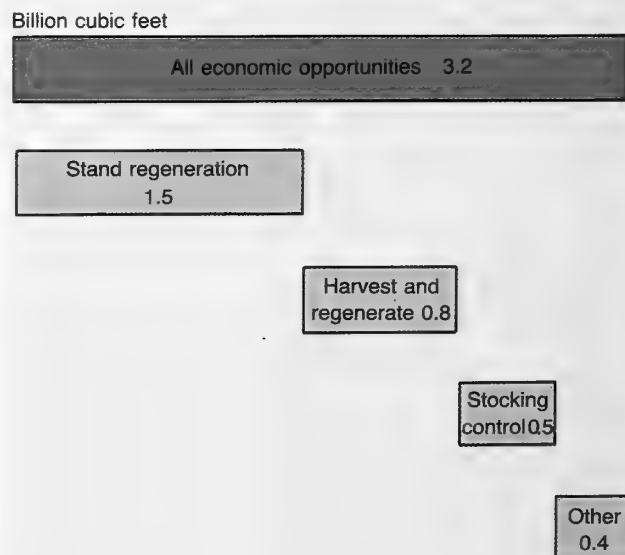 Billion cubic feet
All economic opportunities 3.2
Stand regeneration
1.5
Harvest and
regenerate 0.8
Stocking
control 0.5
Other
0.4